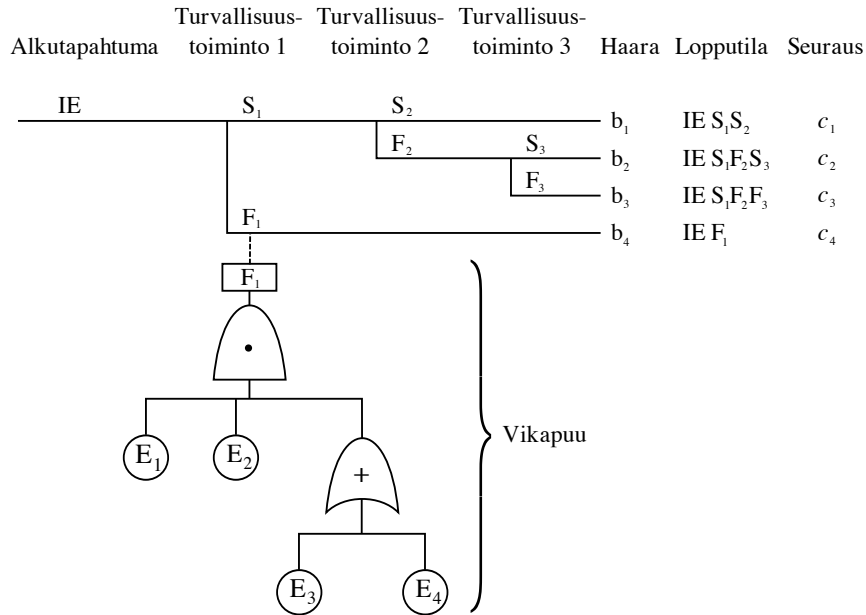 Turvallisuus- Turvallisuus- Turvallisuus-
Alkutapahtuma toiminto 1 toiminto 2 toiminto 3 Haara Lopputila Seuraus
IE S₁ S₂
b₁ IE S₁S₂ c₁
F₂ S₃
b₂ IE S₁F₂S₃ c₂
F₃
b₃ IE S₁F₂F₃ c₃
F₁
b₄ IE F₁ c₄
F₁
Vikapuu
E₁ E₂
+
E₃ E₄